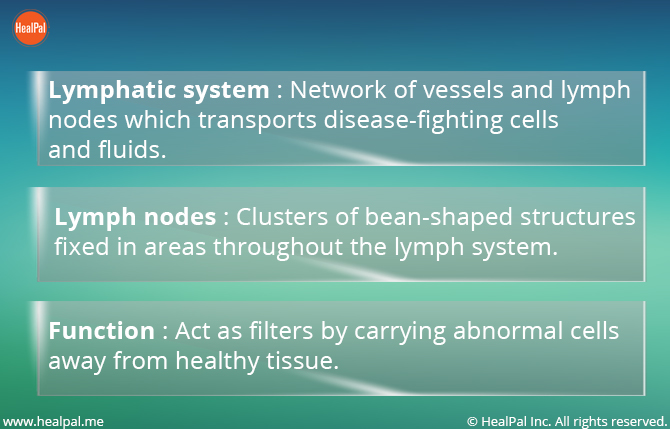 HealPal
Lymphatic system : Network of vessels and lymph
nodes which transports disease-fighting cells
and fluids.
Lymph nodes : Clusters of bean-shaped structures
fixed in areas throughout the lymph system.
Function : Act as filters by carrying abnormal cells
away from healthy tissue.
www.healpal.me
© HealPal Inc. All rights reserved.